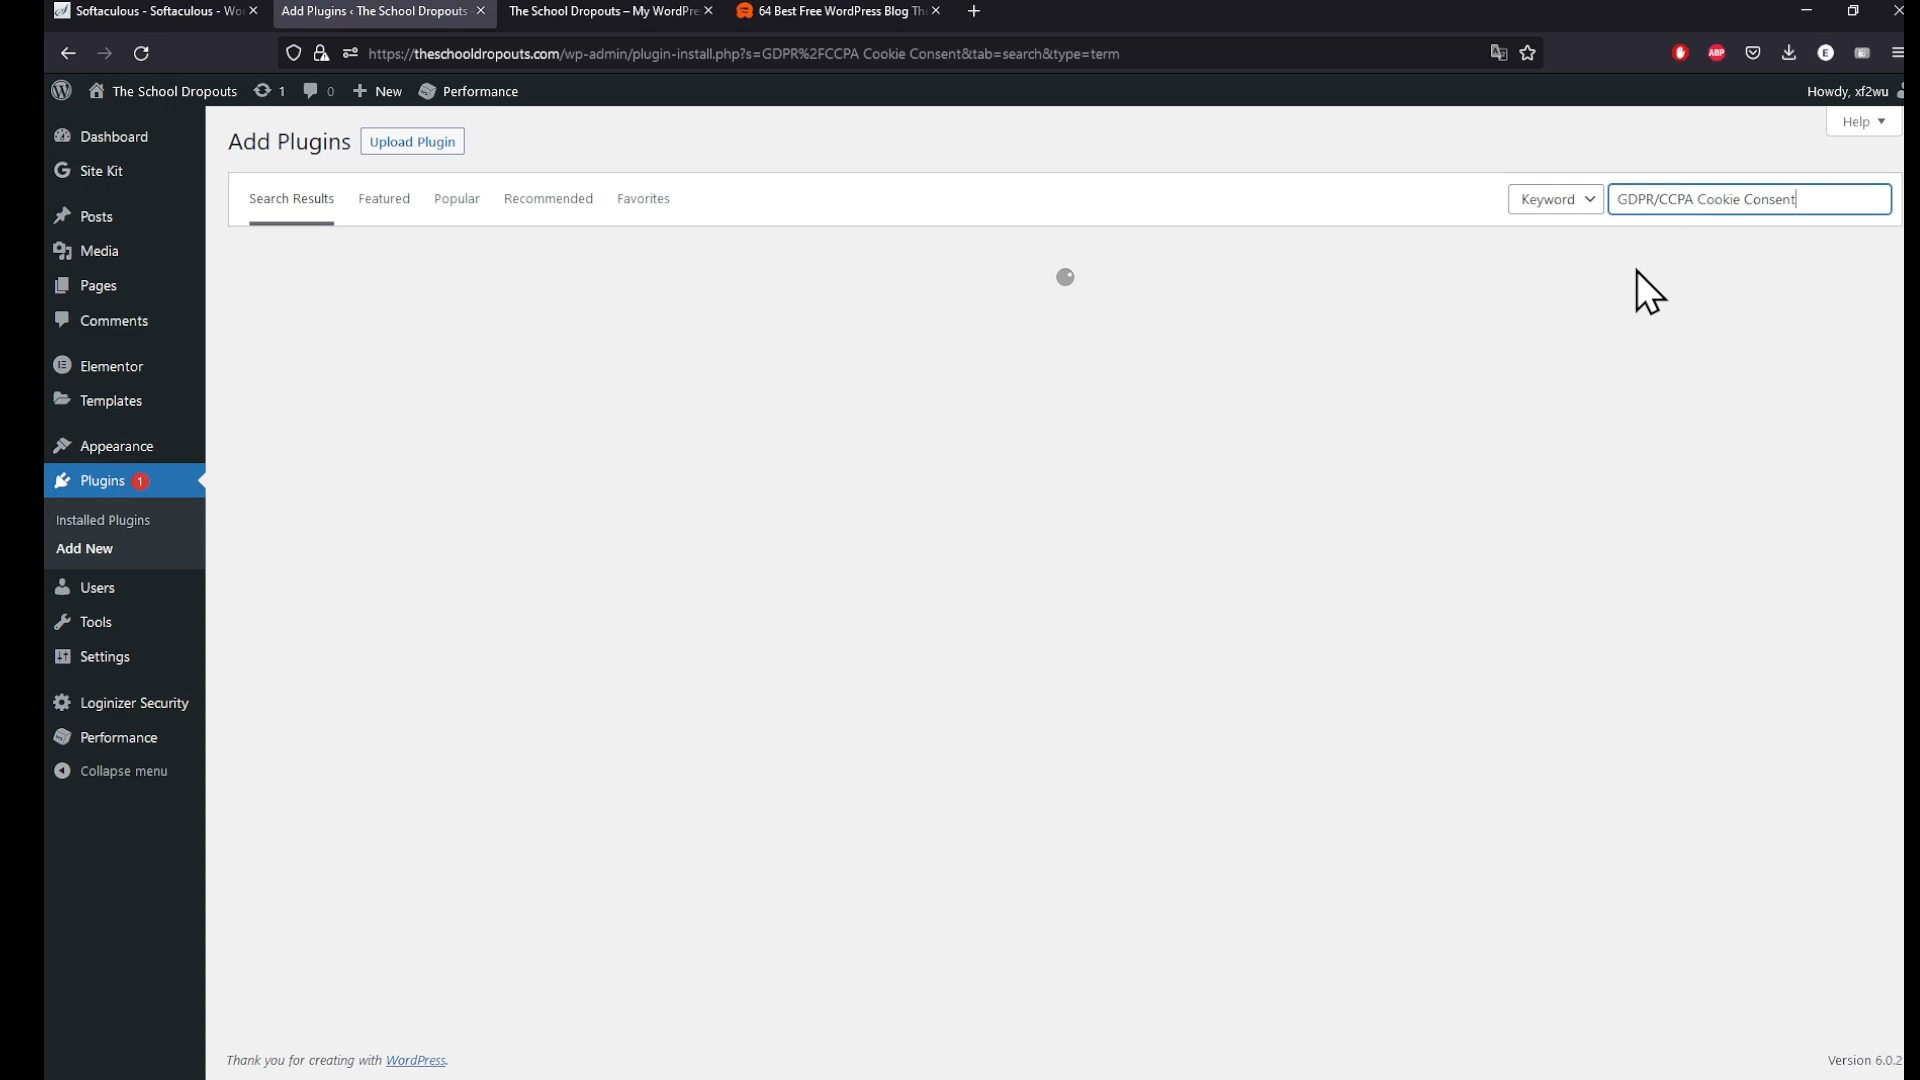 Softaculous - Softaculous - Wo
Add Plugins ‹ The School Dropouts -
The School Dropouts – My WordPre
64 Best Free WordPress Blog Th
https://theschooldropouts.com/wp-admin/plugin-install.php?s=GDPR%2FCCPA Cookie Consent&tab=search&type=term
ABP
E
The School Dropouts
1
0
New
Performance
Howdy, xf2wu
Help
Dashboard
Site Kit
Posts
Media
Pages
Comments
Elementor
Templates
Appearance
Plugins 1
Installed Plugins
Add New
Users
Tools
Settings
Loginizer Security
Performance
Collapse menu
Add Plugins
Upload Plugin
Search Results
Featured
Popular
Recommended
Favorites
Keyword
GDPR/CCPA Cookie Consent
Thank you for creating with WordPress.
Version 6.0.2